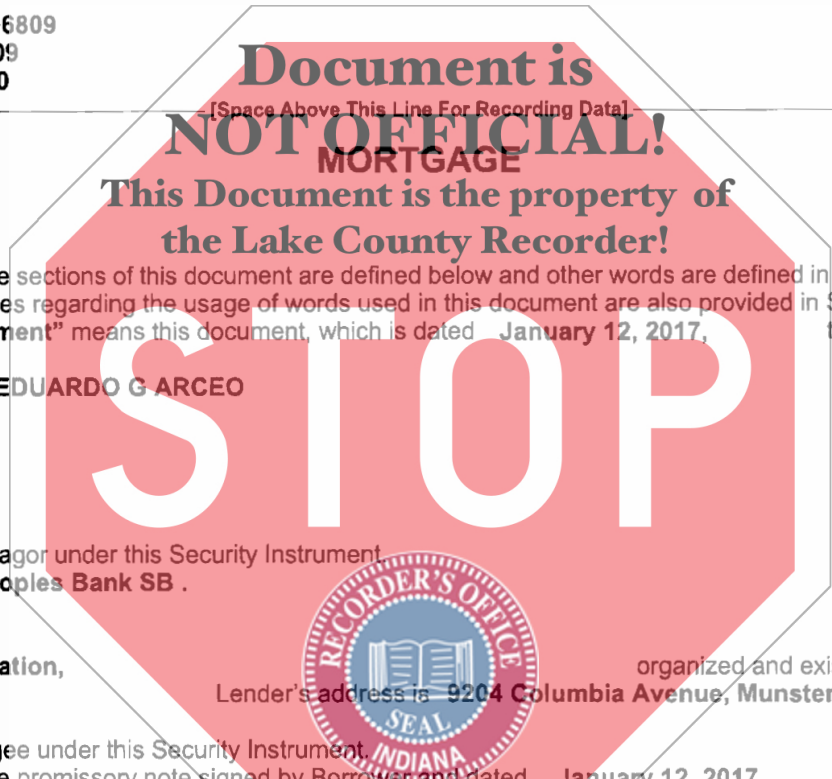 6809
09
0
Document is
[Space Above This Line For Recording Data]
NOT OFFICIAL!
MORTGAGE
This Document is the property of
the Lake County Recorder!
e sections of this document are defined below and other words are defined in
es regarding the usage of words used in this document are also provided in S
ment” means this document, which is dated January 12, 2017,
EDUARDO G ARCEO
STOP
agor under this Security Instrument.
oples Bank SB .
RECORDER'S OFFICE
ation, organized and exi
Lender's address is 9204 Columbia Avenue, Munster
SEAL
INDIANA
ee under this Security Instrument.
e promissory note signed by Borrower and dated January 12, 2017